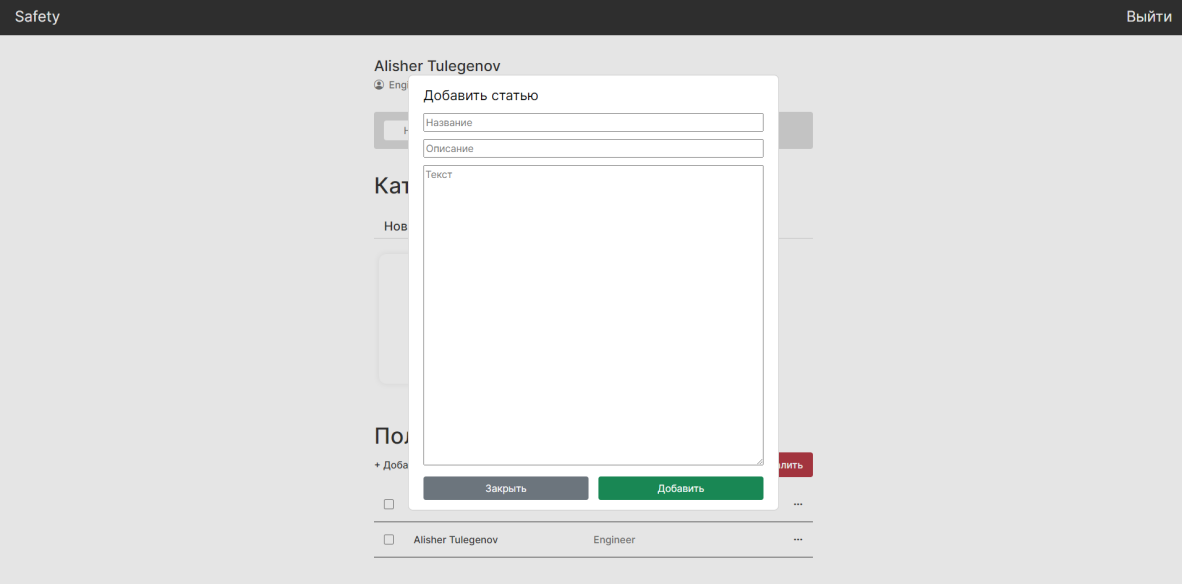 Safety
Выйти
Alisher Tulegenov
Добавить статью
Название
Описание
Текст
Закрыть
Добавить
Alisher Tulegenov
Engineer